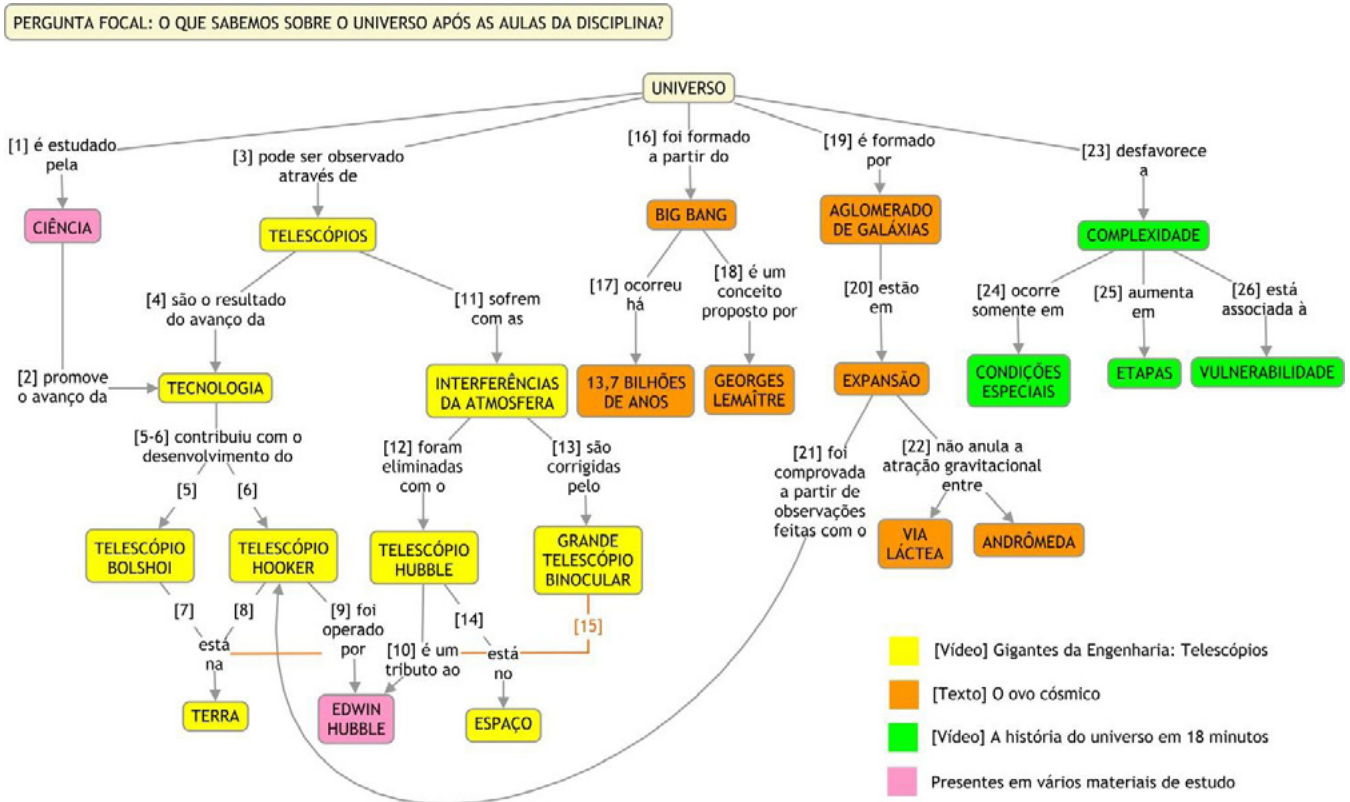 PERGUNTA FOCAL: O QUE SABEMOS SOBRE O UNIVERSO APÓS AS AULAS DA DISCIPLINA?
UNIVERSO
[1] é estudado
pela
[3] pode ser observado
através de
[16] foi formado
a partir do
[19] é formado
por
[23] desfavorece
a
CIÊNCIA
TELESCÓPIOS
BIG BANG
AGLOMERADO
DE GALÁXIAS
COMPLEXIDADE
[4] são o resultado
do avanço da
[11] sofrem
com as
[17] ocorreu
há
[18] é um
conceito
proposto por
[20] estão
em
[24] ocorre
somente em
[25] aumenta
em
[26] está
associada à
[2] promove
o avanço da
TECNOLOGIA
INTERFERÊNCIAS
DA ATMOSFERA
13,7 BILHÕES
DE ANOS
GEORGES
LEMAÎTRE
EXPANSÃO
CONDIÇÕES
ESPECIAIS
ETAPAS
VULNERABILIDADE
[5-6] contribuiu com o
desenvolvimento do
[12] foram
eliminadas
com o
[13] são
corrigidas
pelo
[21] foi
comprovada
a partir de
observações
feitas com o
[22] não anula a
atração gravitacional
entre
[5]
[6]
TELESCÓPIO
BOLSHOI
TELESCÓPIO
HOOKER
TELESCÓPIO
HUBBLE
GRANDE
TELESCÓPIO
BINOCULAR
VIA
LÁCTEA
ANDRÔMEDA
[7]
[8]
está
na
[9] foi
operado
por
[10] é um
tributo ao
[14]
está
no
[15]
TERRA
EDWIN
HUBBLE
ESPAÇO
[Vídeo] Gigantes da Engenharia: Telescópios
[Texto] O ovo cósmico
[Vídeo] A história do universo em 18 minutos
Presentes em vários materiais de estudo